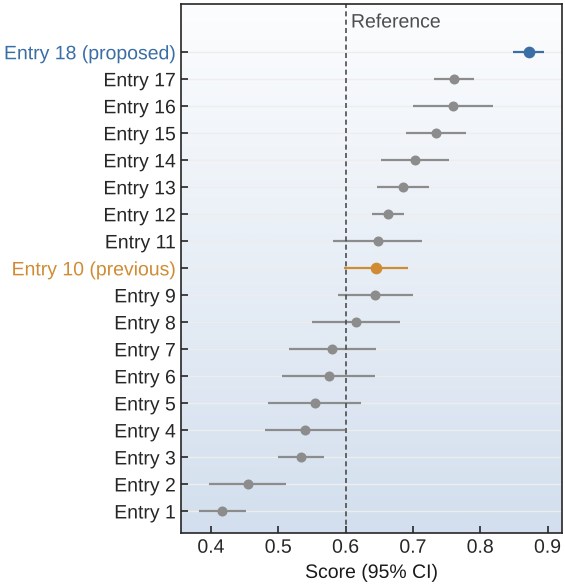 Reference
Entry 18 (proposed)
Entry 17
Entry 16
Entry 15
Entry 14
Entry 13
Entry 12
Entry 11
Entry 10 (previous)
Entry 9
Entry 8
Entry 7
Entry 6
Entry 5
Entry 4
Entry 3
Entry 2
Entry 1
0.4 0.5 0.6 0.7 0.8 0.9
Score (95% CI)